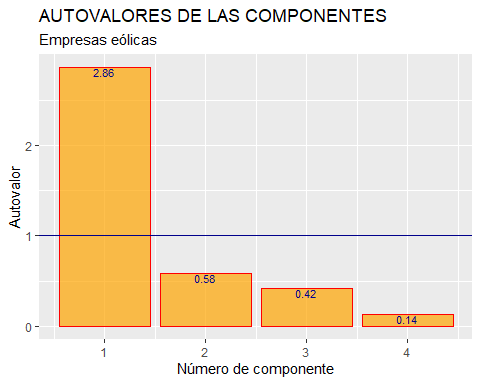 AUTOVALORES DE LAS COMPONENTES
Empresas eólicas
Autovalor
2
1
0
2.86
0.58
0.42
0.14
1
2
3
4
Número de componente